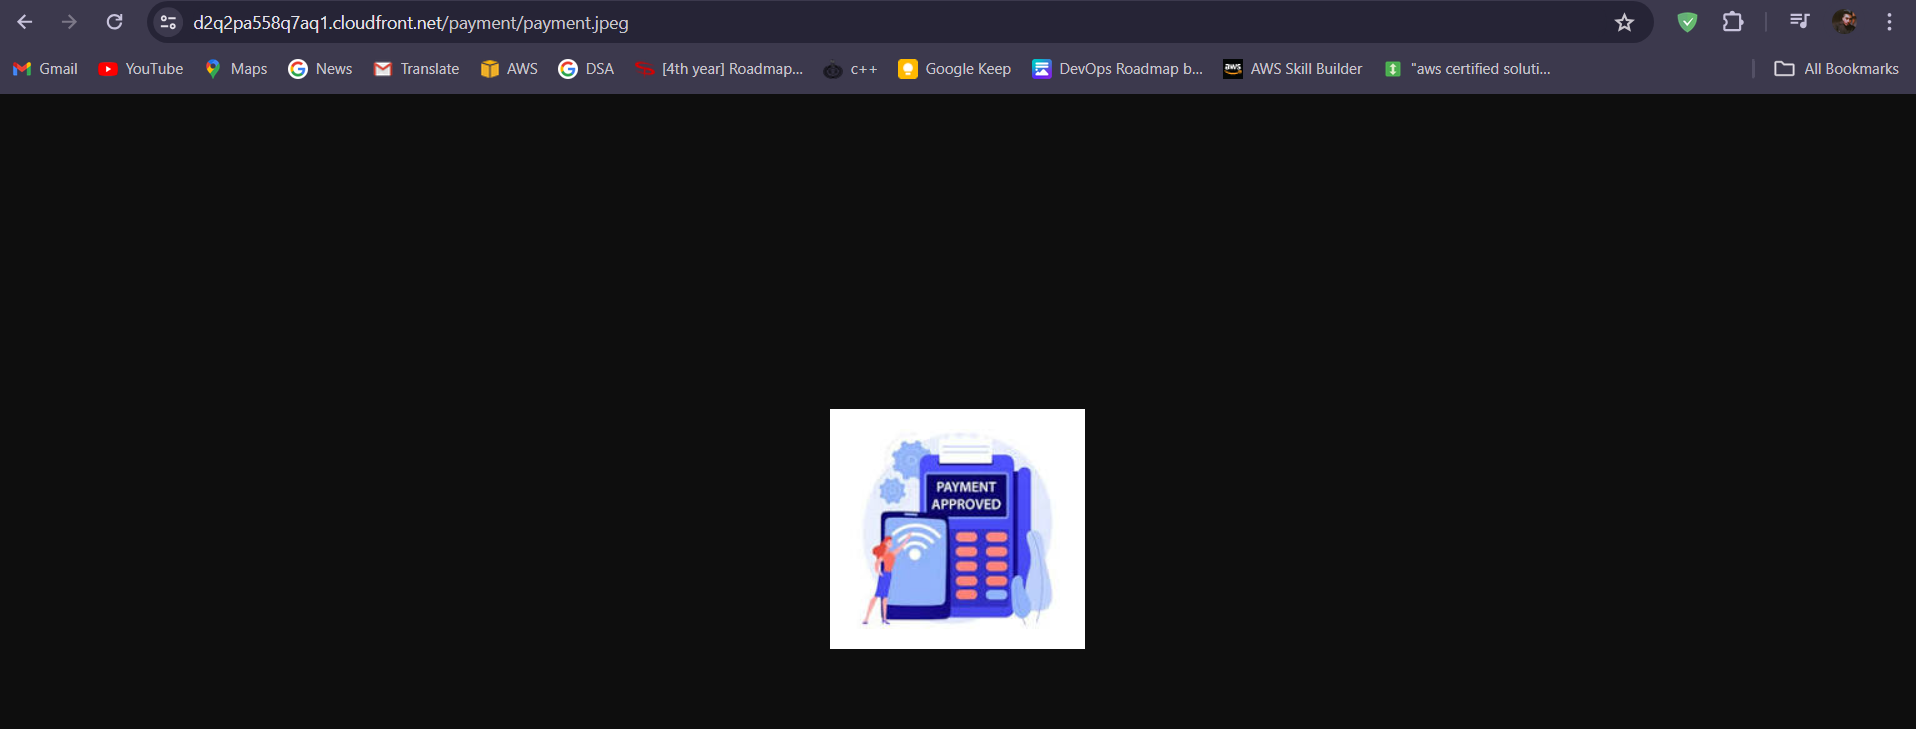 d2q2pa558q7aq1.cloudfront.net/payment/payment.jpeg
Gmail YouTube Maps News Translate AWS DSA [4th year] Roadmap... c++ Google Keep DevOps Roadmap b... aws AWS Skill Builder "aws certified soluti... All Bookmarks
PAYMENT
APPROVED